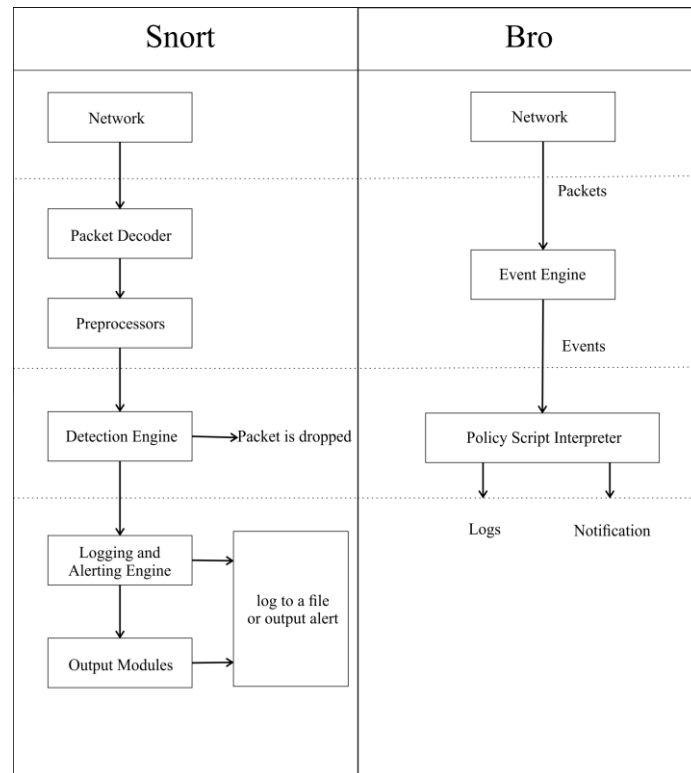 Snort
Network
Packet Decoder
Preprocessors
Detection Engine
Packet is dropped
Logging and
Alerting Engine
log to a file
or output alert
Output Modules
Bro
Network
Packets
Event Engine
Events
Policy Script Interpreter
Logs
Notification